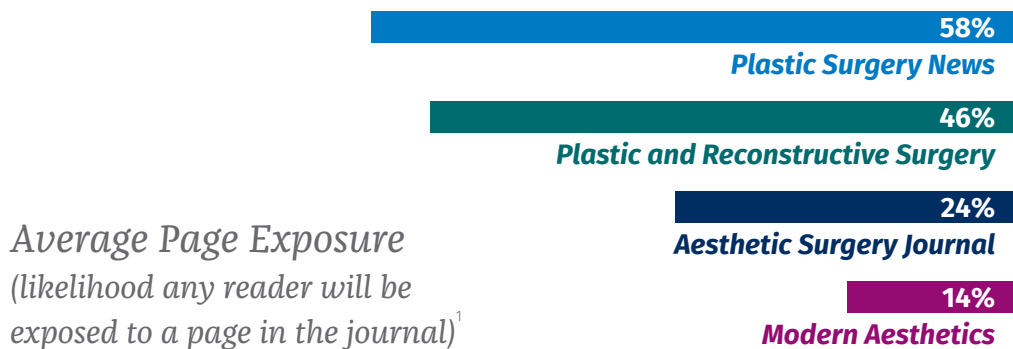 58%
Plastic Surgery News
46%
Plastic and Reconstructive Surgery
24%
Aesthetic Surgery Journal
14%
Modern Aesthetics
Average Page Exposure
(likelihood any reader will be
exposed to a page in the journal)1